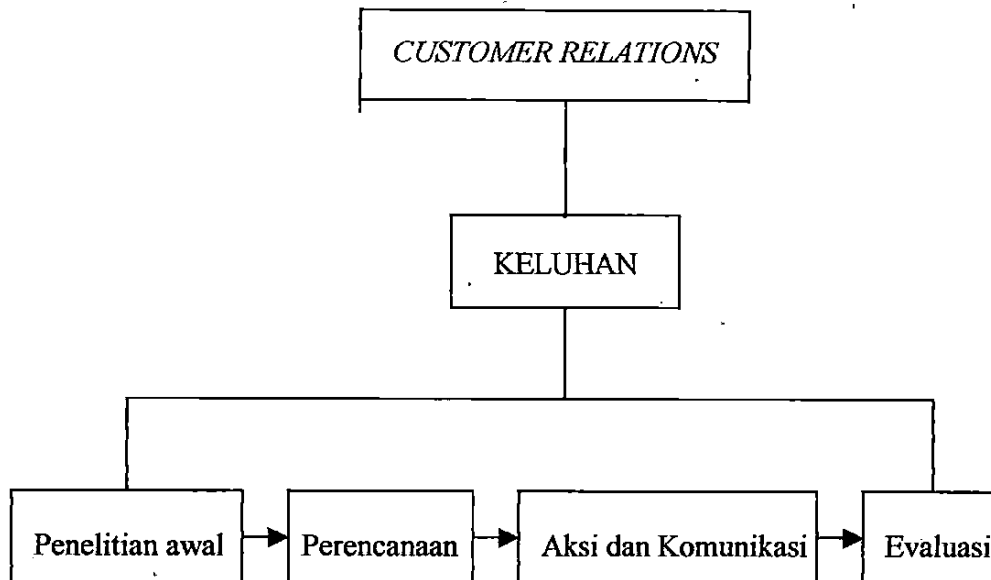 CUSTOMER RELATIONS
KELUHAN
Penelitian awal
Perencanaan
Aksi dan Komunikasi
Evaluasi